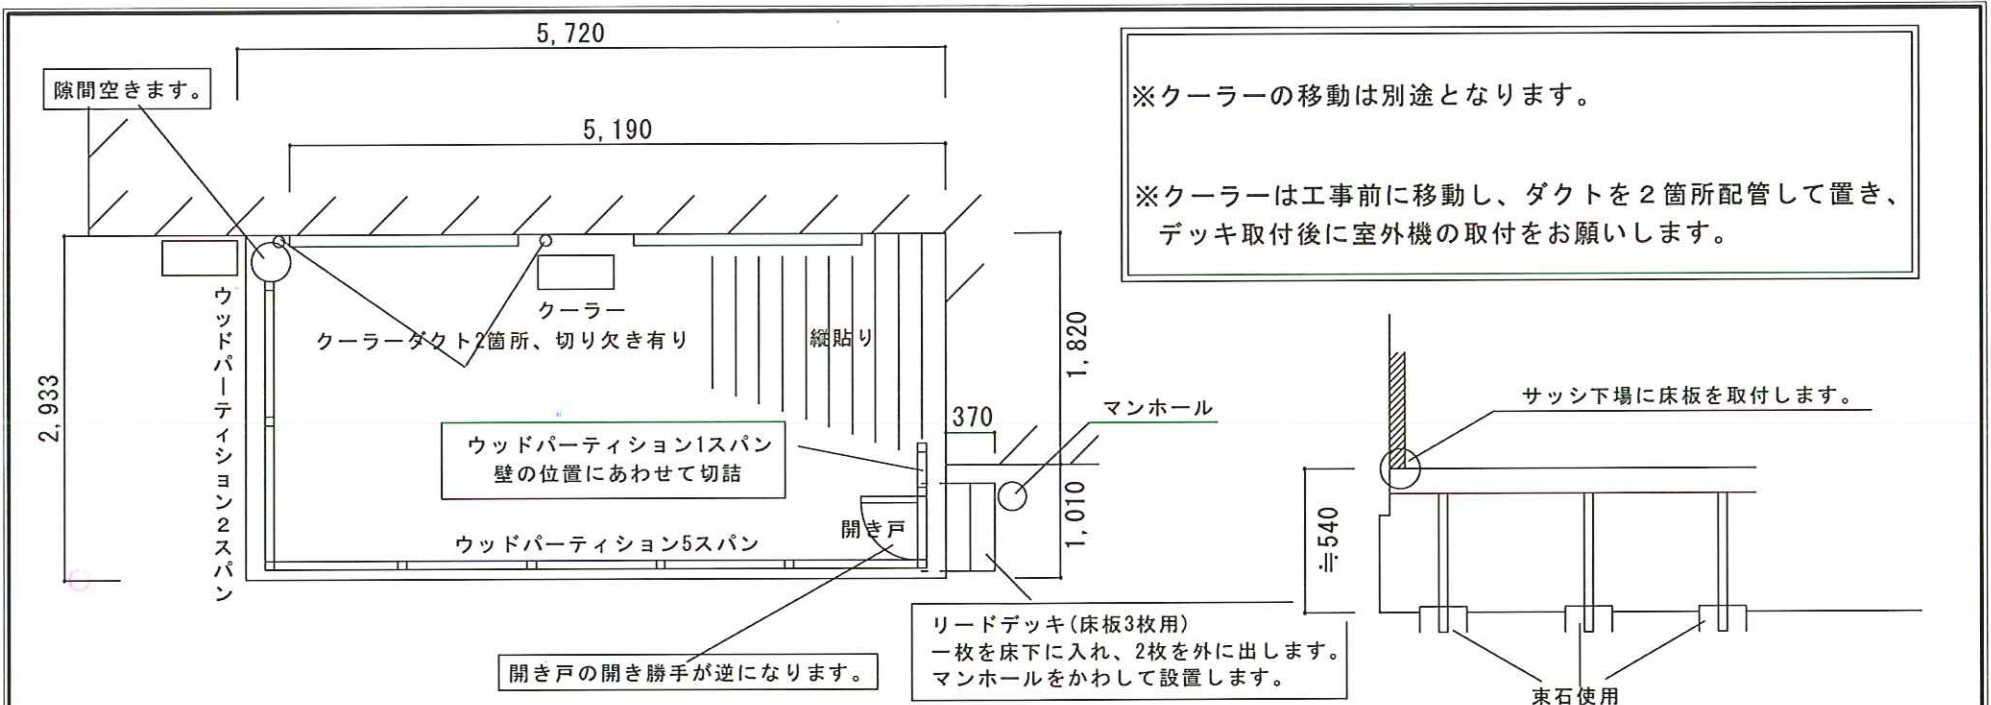 5,720
隙間空きます。
5,190
※クーラーの移動は別途となります。
※クーラーは工事前に移動し、ダクトを２箇所配管して置き、
デッキ取付後に室外機の取付をお願いします。
ウッドパーティション２スパン
クーラー
クーラーダクト2箇所、切り欠き有り
縦貼り
1,820
2,933
サッシ下場に床板を取付します。
マンホール
370
ウッドパーティション1スパン
壁の位置にあわせて切詰
開き戸
1,010
ウッドパーティション5スパン
≒540
リードデッキ(床板3枚用)
一枚を床下に入れ、2枚を外に出します。
マンホールをかわして設置します。
開き戸の開き勝手が逆になります。
束石使用